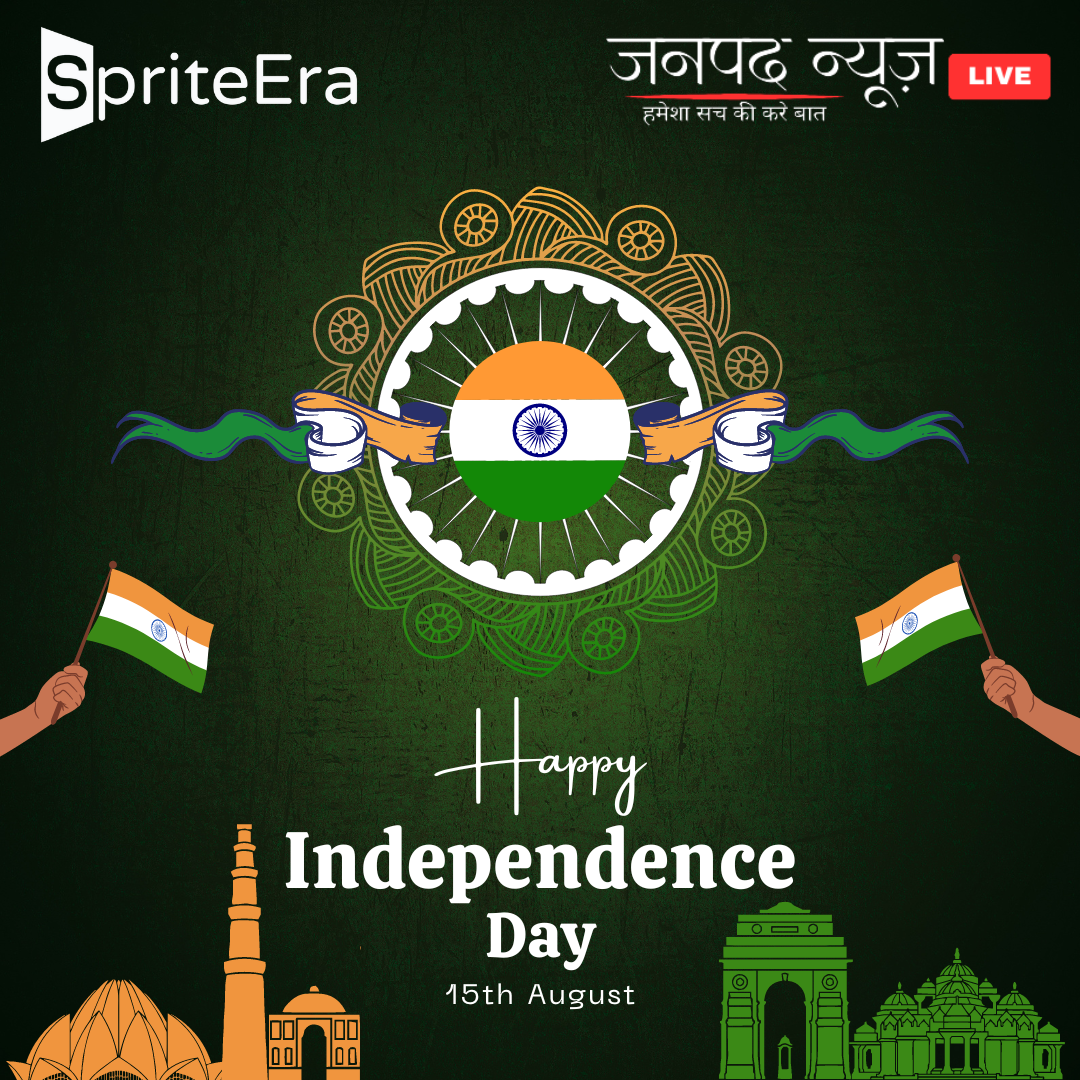 SpriteEra
जनपद न्यूज़ LIVE
हमेशा सच की करे बात
Happy
Independence
Day
15th August